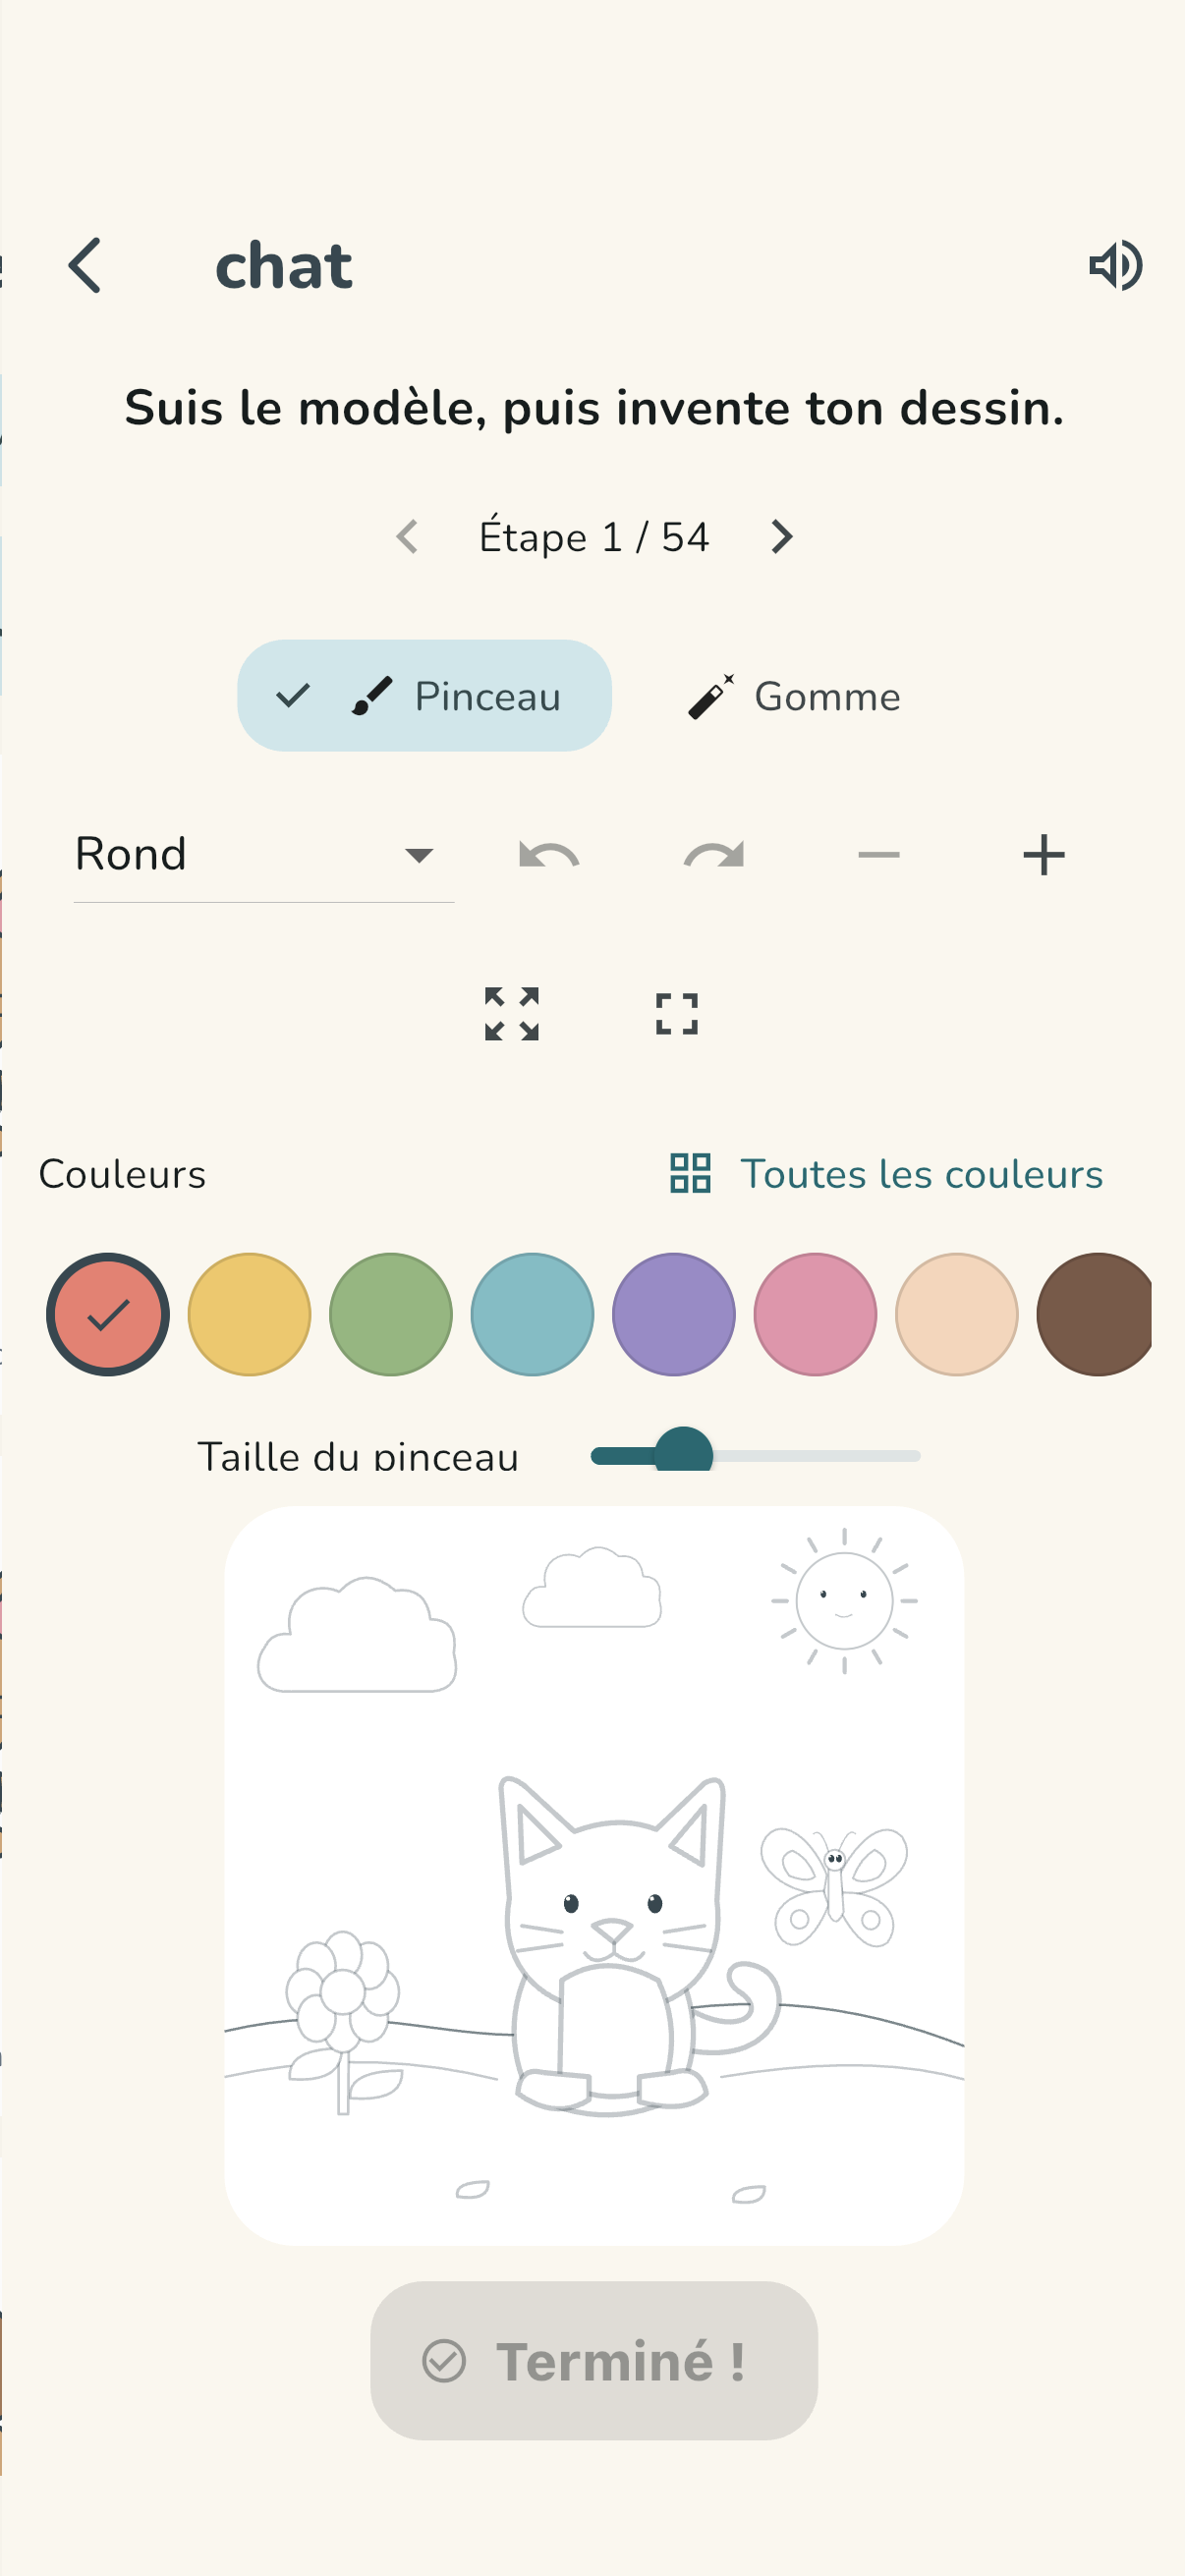 chat
Suis le modèle, puis invente ton dessin.
Étape 1 / 54
Pinceau
Gomme
Rond
Couleurs
Toutes les couleurs
Taille du pinceau
Terminé !